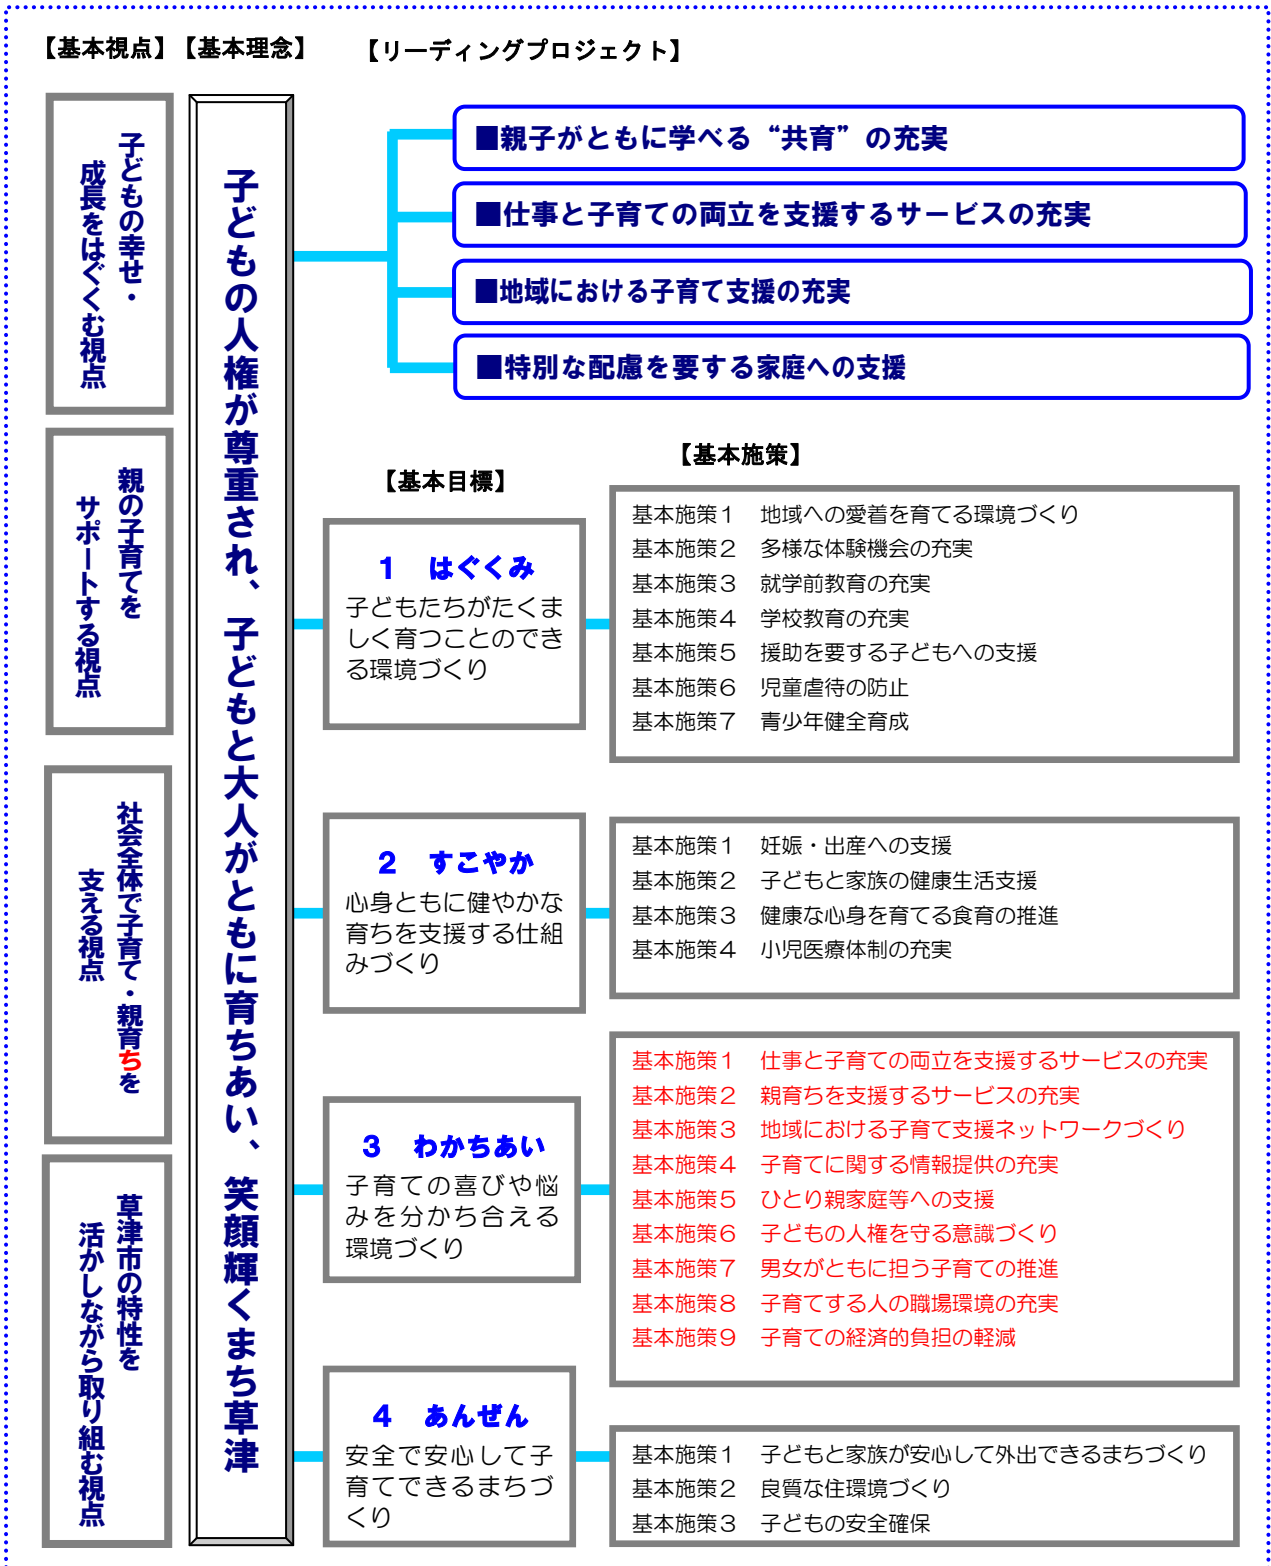 【基本視点】
【基本理念】
【リーディングプロジェクト】
子どもの幸せ・
成長をはぐくむ視点
親の子育てを
サポートする視点
社会全体で子育て・親育ちを
支える視点
草津市の特性を
活かしながら取り組む視点
子どもの人権が尊重され、子どもと大人がともに育ちあい、笑顔輝くまち草津
■親子がともに学べる“共育”の充実
■仕事と子育ての両立を支援するサービスの充実
■地域における子育て支援の充実
■特別な配慮を要する家庭への支援
【基本目標】
【基本施策】
1 はぐくみ
子どもたちがたくま
しく育つことのでき
る環境づくり
基本施策1 地域への愛着を育てる環境づくり
基本施策2 多様な体験機会の充実
基本施策3 就学前教育の充実
基本施策4 学校教育の充実
基本施策5 援助を要する子どもへの支援
基本施策6 児童虐待の防止
基本施策7 青少年健全育成
2 すこやか
心身ともに健やかな
育ちを支援する仕組
みづくり
基本施策1 妊娠・出産への支援
基本施策2 子どもと家族の健康生活支援
基本施策3 健康な心身を育てる食育の推進
基本施策4 小児医療体制の充実
3 わかちあい
子育ての喜びや悩
みを分かち合える
環境づくり
基本施策1 仕事と子育ての両立を支援するサービスの充実
基本施策2 親育ちを支援するサービスの充実
基本施策3 地域における子育て支援ネットワークづくり
基本施策4 子育てに関する情報提供の充実
基本施策5 ひとり親家庭等への支援
基本施策6 子どもの人権を守る意識づくり
基本施策7 男女がともに担う子育ての推進
基本施策8 子育てする人の職場環境の充実
基本施策9 子育ての経済的負担の軽減
4 あんぜん
安全で安心して子
育てできるまちづ
くり
基本施策1 子どもと家族が安心して外出できるまちづくり
基本施策2 良質な住環境づくり
基本施策3 子どもの安全確保